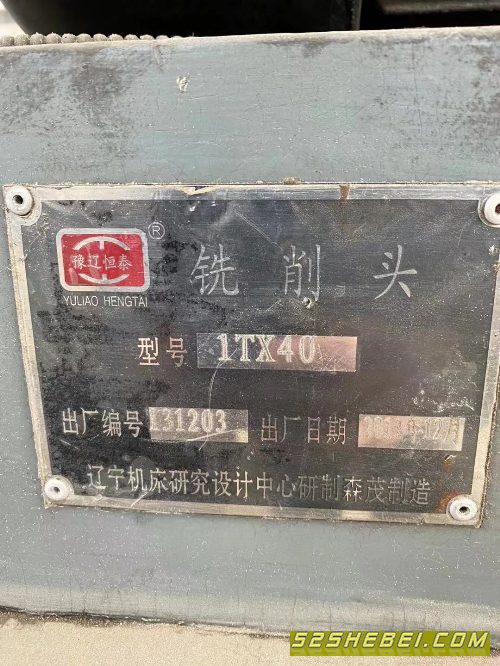 豫辽恒泰
®
YULIAO HENGTAI
铣削头
型号 1TX40
出厂编号 131203 出厂日期
辽宁机床研究设计中心研制森茂制造
52SHEBEI.COM